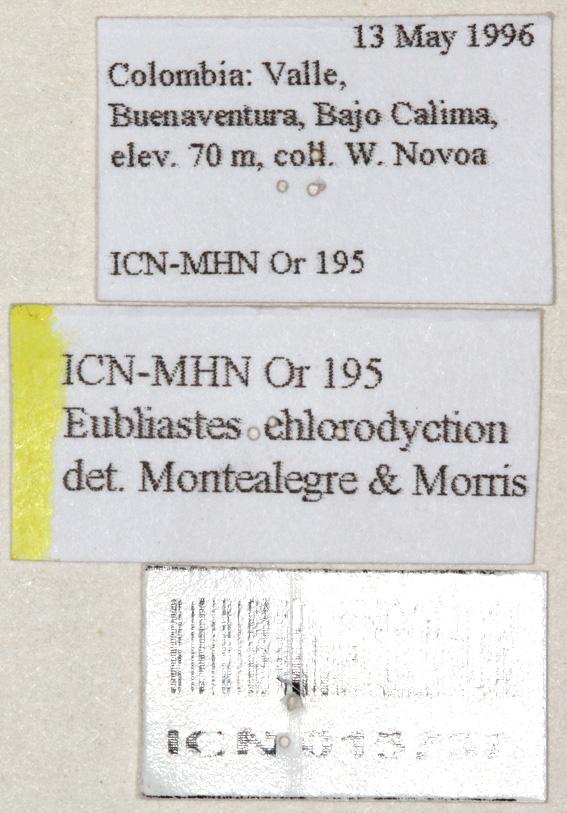 13 May 1996
Colombia: Valle,
Buenaventura, Bajo Calima,
elev. 70 m, coll. W. Novoa
ICN-MHN Or 195
ICN-MHN Or 195
Eubliastes chlorodyction
det. Montealegre & Morris
ICN